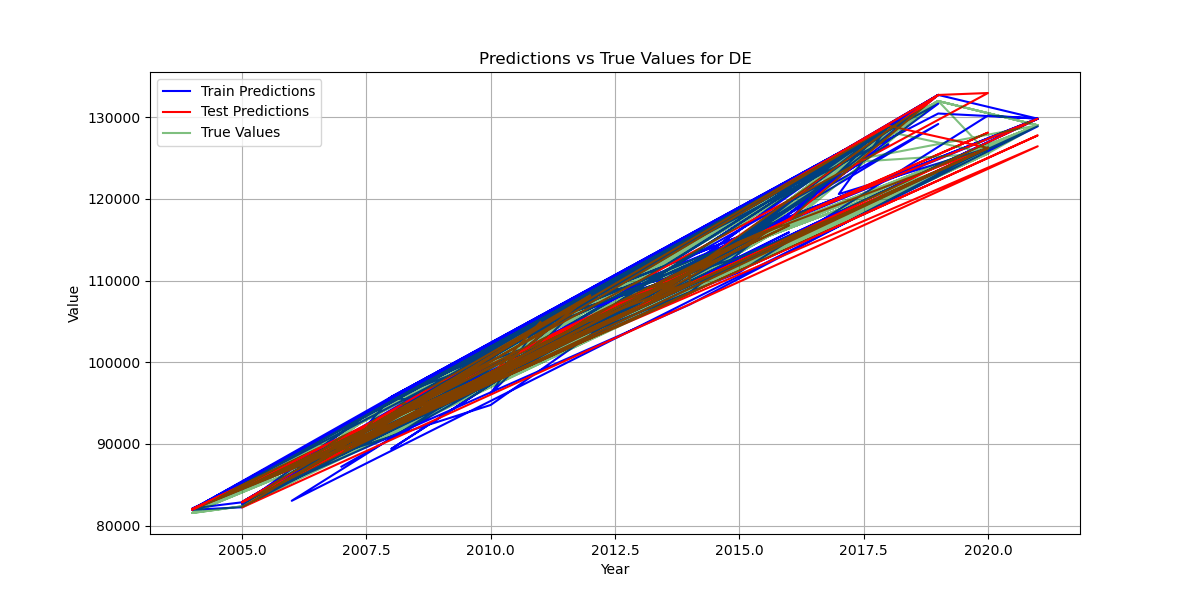 Predictions vs True Values for DE
Train Predictions
Test Predictions
True Values
130000
120000
110000
100000
90000
80000
Value
2005.0 2007.5 2010.0 2012.5 2015.0 2017.5 2020.0
Year